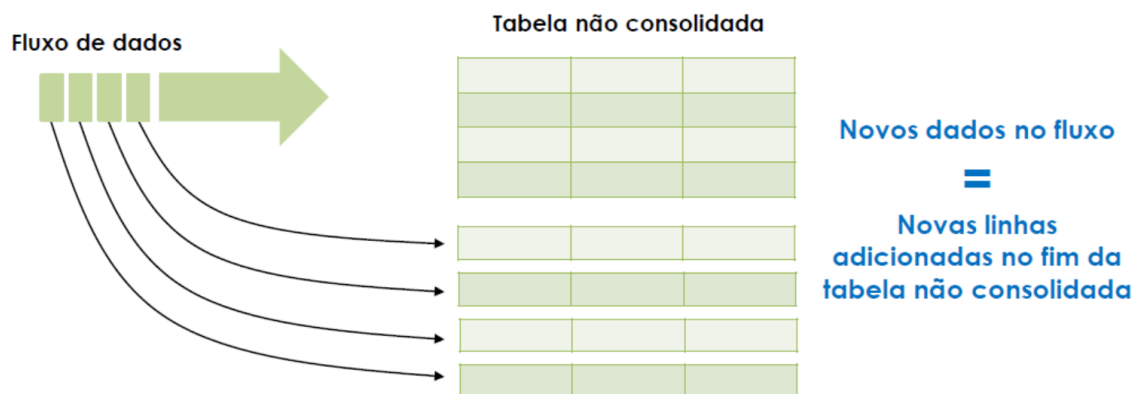 Tabela não consolidada
Fluxo de dados
Novos dados no fluxo
=
Novas linhas
adicionadas no fim da
tabela não consolidada